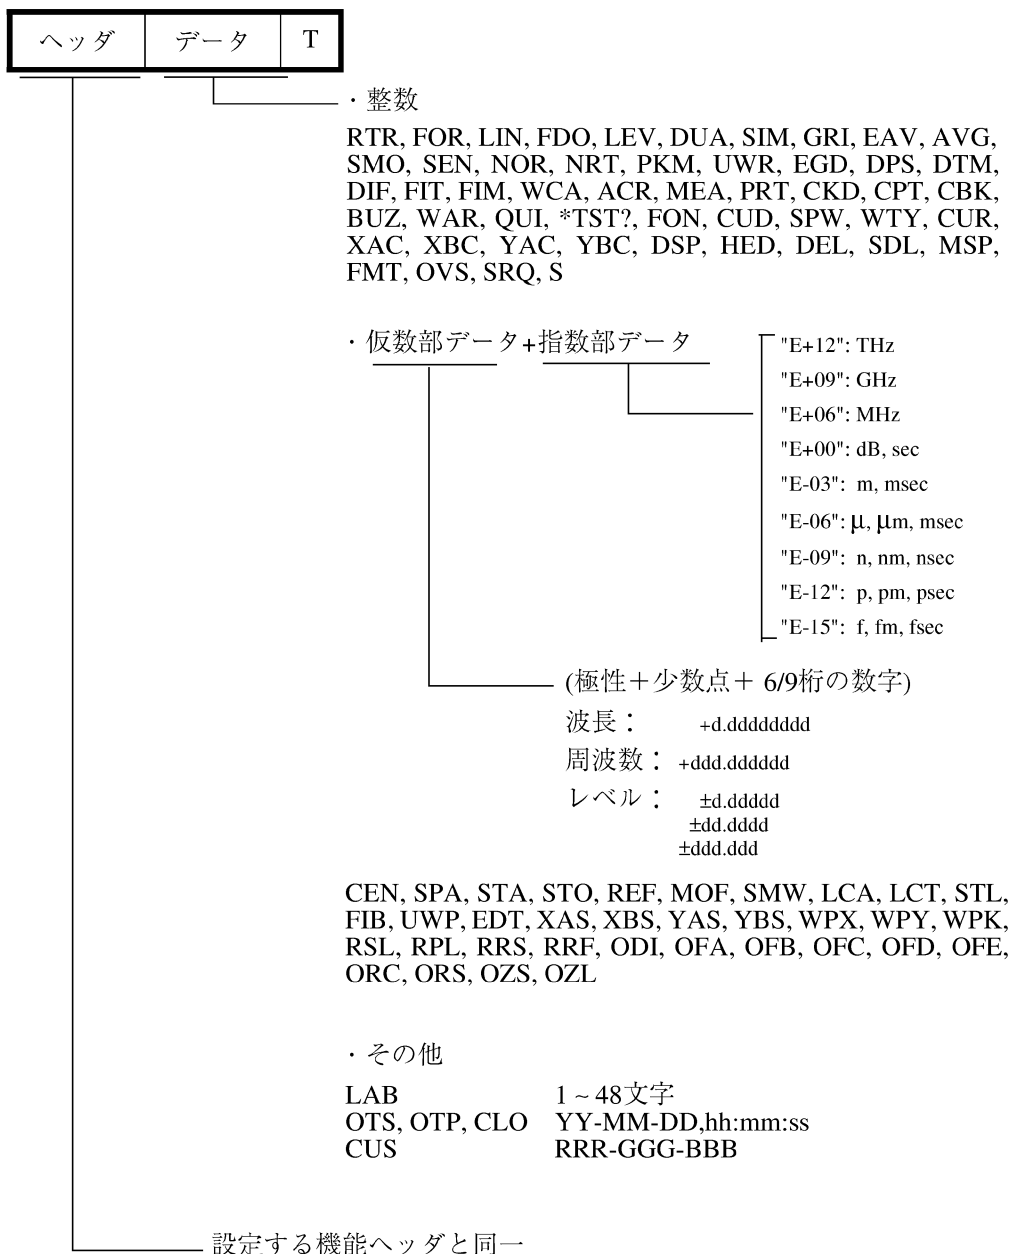 ヘッダ データ T
・整数
RTR, FOR, LIN, FDO, LEV, DUA, SIM, GRI, EAV, AVG,
SMO, SEN, NOR, NRT, PKM, UWR, EGD, DPS, DTM,
DIF, FIT, FIM, WCA, ACR, MEA, PRT, CKD, CPT, CBK,
BUZ, WAR, QUI, *TST?, FON, CUD, SPW, WTY, CUR,
XAC, XBC, YAC, YBC, DSP, HED, DEL, SDL, MSP,
FMT, OVS, SRQ, S
・仮数部データ+指数部データ
"E+12": THz
"E+09": GHz
"E+06": MHz
"E+00": dB, sec
"E-03": m, msec
"E-06": μ, μm, msec
"E-09": n, nm, nsec
"E-12": p, pm, psec
"E-15": f, fm, fsec
(極性＋少数点＋ 6/9桁の数字)
波長： +d.dddddddd
周波数： +ddd.dddddd
レベル： ±d.ddddd
±dd.dddd
±ddd.ddd
CEN, SPA, STA, STO, REF, MOF, SMW, LCA, LCT, STL,
FIB, UWP, EDT, XAS, XBS, YAS, YBS, WPX, WPY, WPK,
RSL, RPL, RRS, RRF, ODI, OFA, OFB, OFC, OFD, OFE,
ORC, ORS, OZS, OZL
・その他
LAB 1 ~ 48文字
OTS, OTP, CLO YY-MM-DD,hh:mm:ss
CUS RRR-GGG-BBB
設定する機能ヘッダと同一